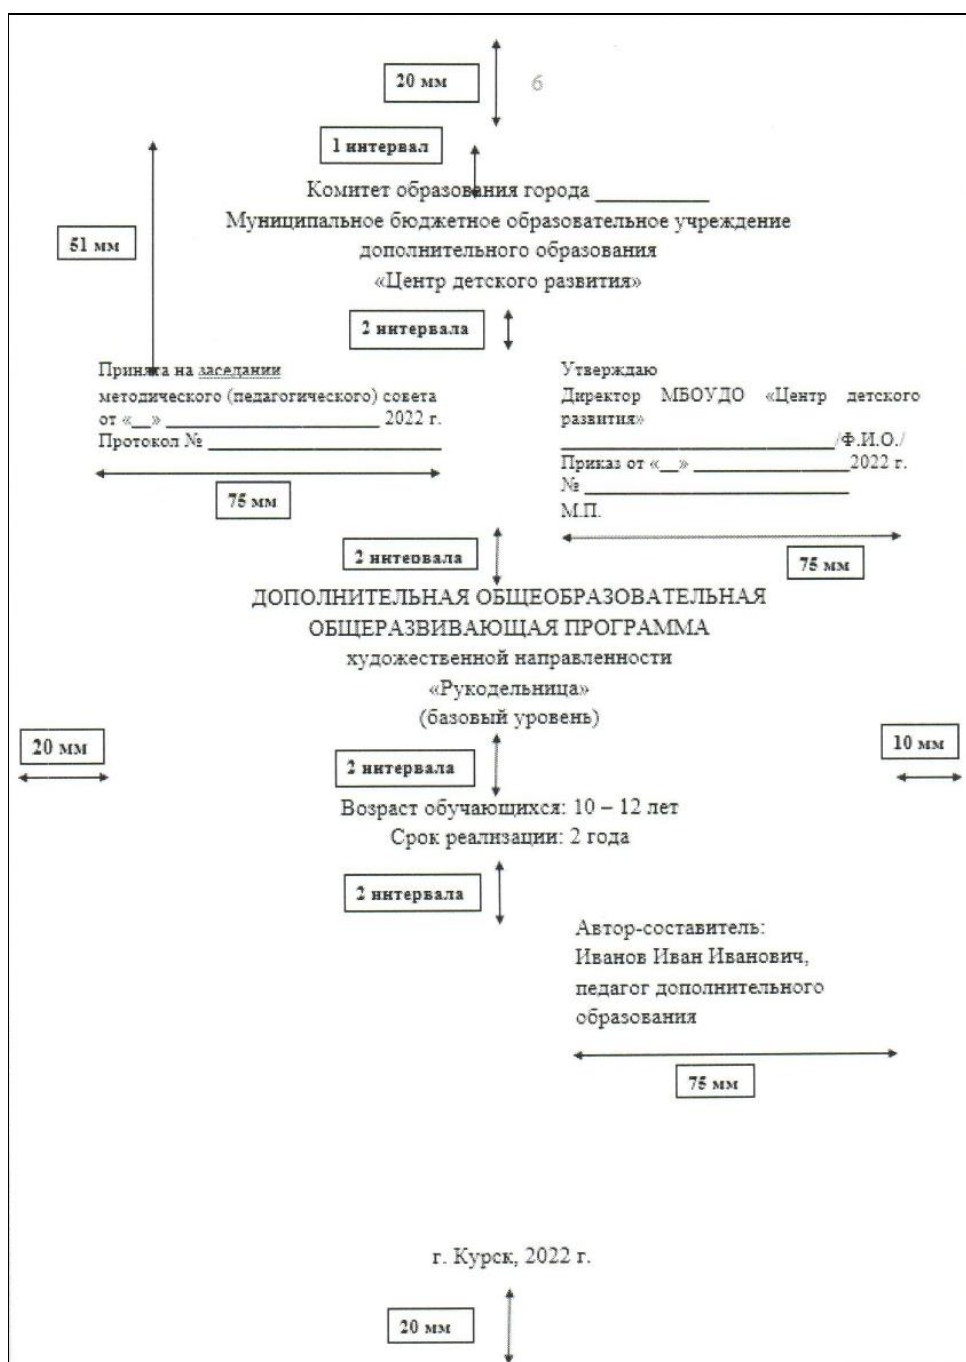 20 мм
6
1 интервал
Комитет образования города __________
Муниципальное бюджетное образовательное учреждение
дополнительного образования
«Центр детского развития»
51 мм
2 интервала
Принята на заседании
методического (педагогического) совета
от «__» ____________________ 2022 г.
Протокол № ______________________
75 мм
Утверждаю
Директор МБОУДО «Центр детского
развития»
__________________________/Ф.И.О./
Приказ от «__» _______________2022 г.
№ _________________________
М.П.
75 мм
2 интервала
ДОПОЛНИТЕЛЬНАЯ ОБЩЕОБРАЗОВАТЕЛЬНАЯ
ОБЩЕРАЗВИВАЮЩАЯ ПРОГРАММА
художественной направленности
«Рукодельница»
(базовый уровень)
20 мм
10 мм
2 интервала
Возраст обучающихся: 10 – 12 лет
Срок реализации: 2 года
2 интервала
Автор-составитель:
Иванов Иван Иванович,
педагог дополнительного
образования
75 мм
г. Курск, 2022 г.
20 мм